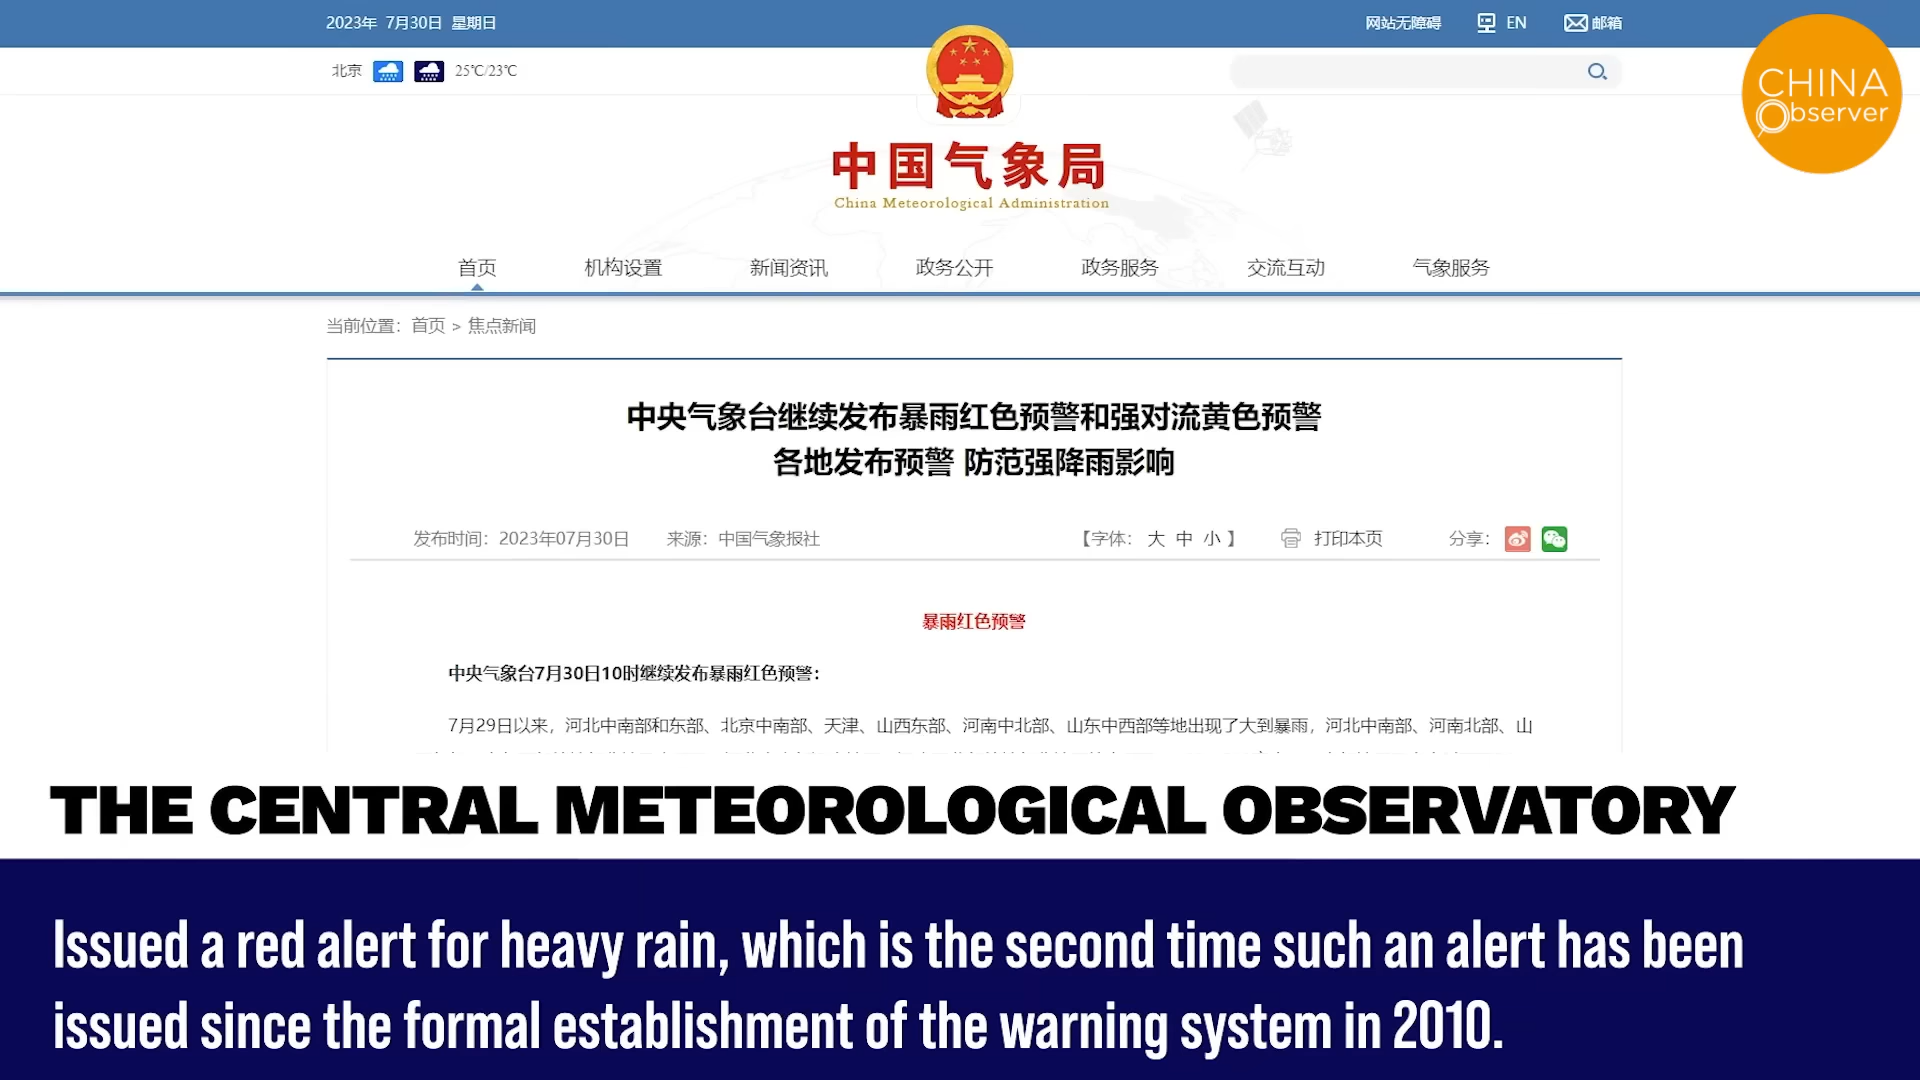 2023年 7月30日 星期日
网站无障碍 EN 邮箱
北京 25℃/23℃
CHINA
Observer
中国气象局
China Meteorological Administration
首页 机构设置 新闻资讯 政务公开 政务服务 交流互动 气象服务
当前位置：首页 > 焦点新闻
中央气象台继续发布暴雨红色预警和强对流黄色预警
各地发布预警 防范强降雨影响
发布时间：2023年07月30日 来源：中国气象报社 【字体： 大 中 小 】 打印本页 分享：
暴雨红色预警
中央气象台7月30日10时继续发布暴雨红色预警：
7月29日以来，河北中南部和东部、北京中南部、天津、山西东部、河南中北部、山东中西部等地出现了大到暴雨，河北中南部、河南北部、山
THE CENTRAL METEOROLOGICAL OBSERVATORY
Issued a red alert for heavy rain, which is the second time such an alert has been
issued since the formal establishment of the warning system in 2010.